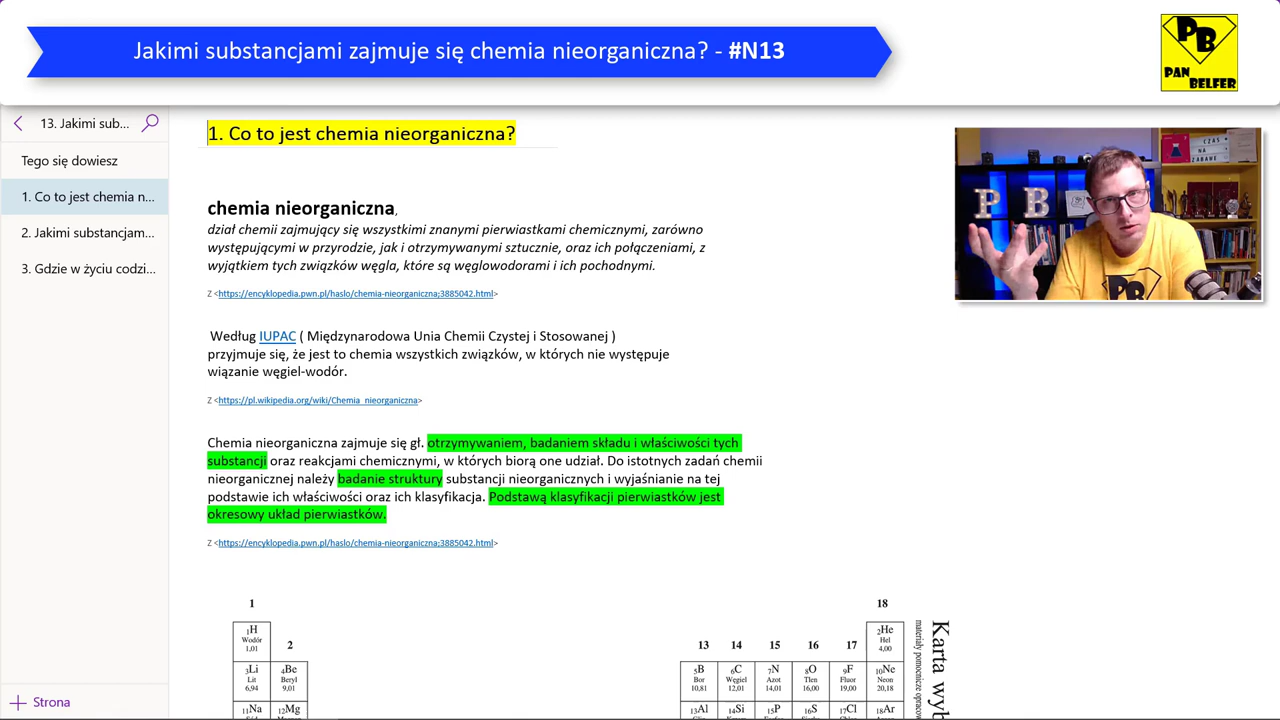 Jakimi substancjami zajmuje się chemia nieorganiczna? - #N13
PB
PAN
BELFER
13. Jakimi sub...
Tego się dowiesz
1. Co to jest chemia n...
2. Jakimi substancjam...
3. Gdzie w życiu codzi...
Strona
1. Co to jest chemia nieorganiczna?
chemia nieorganiczna,
dział chemii zajmujący się wszystkimi znanymi pierwiastkami chemicznymi, zarówno
występującymi w przyrodzie, jak i otrzymywanymi sztucznie, oraz ich połączeniami, z
wyjątkiem tych związków węgla, które są węglowodorami i ich pochodnymi.
Z <https://encyklopedia.pwn.pl/haslo/chemia-nieorganiczna;3885042.html>
Według IUPAC ( Międzynarodowa Unia Chemii Czystej i Stosowanej )
przyjmuje się, że jest to chemia wszystkich związków, w których nie występuje
wiązanie węgiel-wodór.
Z <https://pl.wikipedia.org/wiki/Chemia_nieorganiczna>
Chemia nieorganiczna zajmuje się gł. otrzymywaniem, badaniem składu i właściwości tych
substancji oraz reakcjami chemicznymi, w których biorą one udział. Do istotnych zadań chemii
nieorganicznej należy badanie struktury substancji nieorganicznych i wyjaśnianie na tej
podstawie ich właściwości oraz ich klasyfikacja. Podstawą klasyfikacji pierwiastków jest
okresowy układ pierwiastków.
Z <https://encyklopedia.pwn.pl/haslo/chemia-nieorganiczna;3885042.html>
1 18
1H 2He
Wodór 2 13 14 15 16 17 Hel
1,01 4,00
3Li 4Be 5B 6C 7N 8O 9F 10Ne
Lit Beryl Bor Węgiel Azot Tlen Fluor Neon
6,94 9,01 10,81 12,01 14,01 16,00 19,00 20,18
11Na 12Mg 13Al 14Si 15P 16S 17Cl 18Ar
Karta wyb
materiały pomocnicze opracow
P B
CZAS
NA
ZABAWE
PB